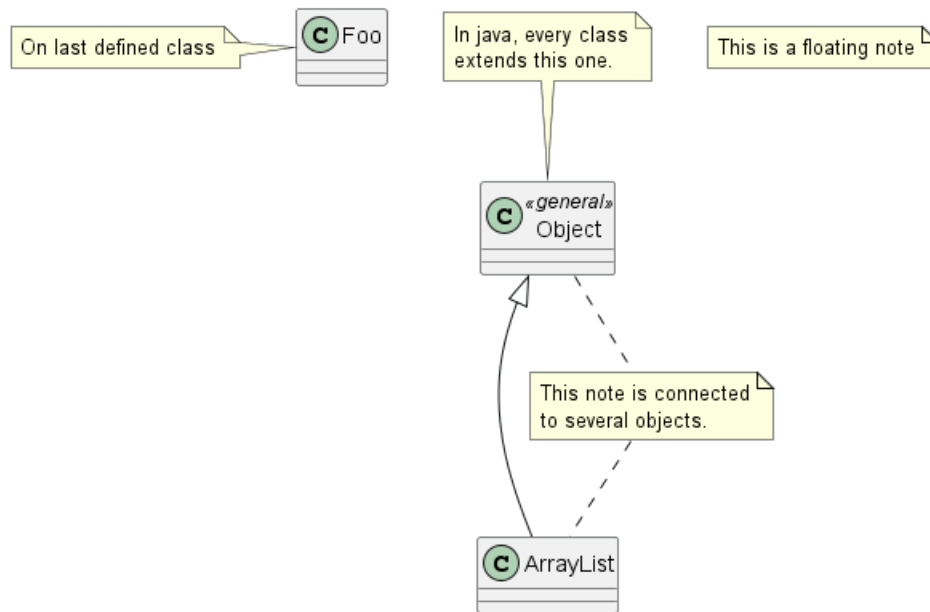 On last defined class
C Foo
In java, every class
extends this one.
This is a floating note
C «general»
Object
This note is connected
to several objects.
C ArrayList